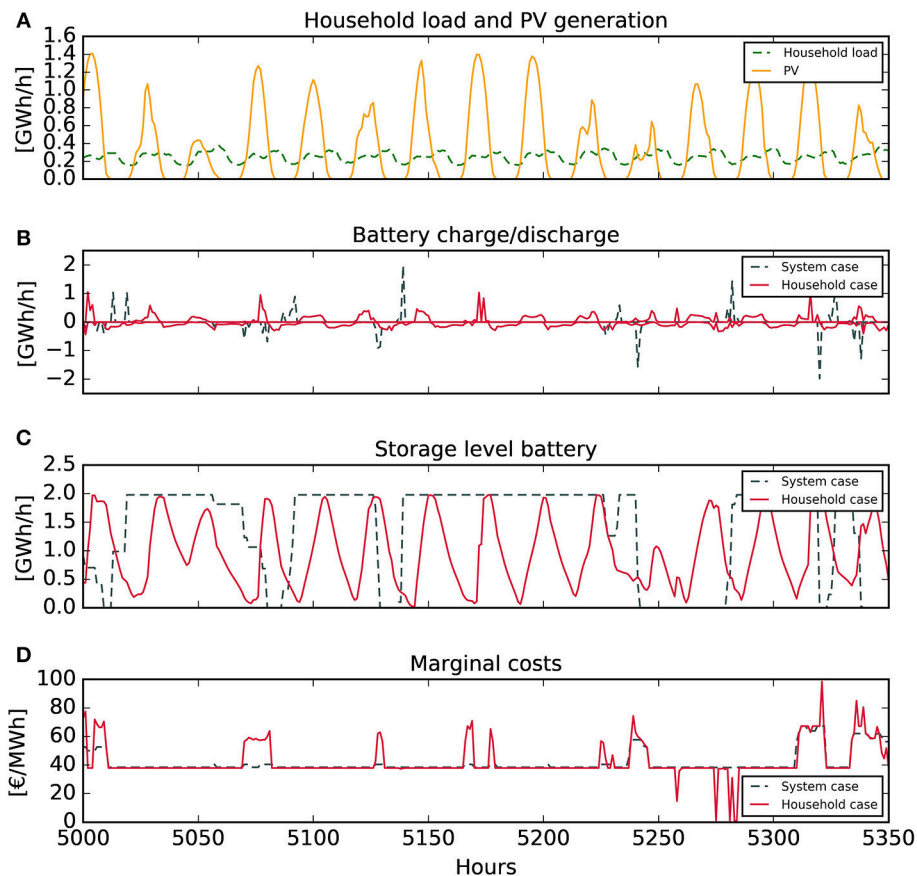 A
Household load and PV generation
1.6
1.4
1.2
1.0
0.8
0.6
0.4
0.2
0.0
[GWh/h]
Household load
PV
B
Battery charge/discharge
2
1
0
−1
−2
[GWh/h]
System case
Household case
C
Storage level battery
2.5
2.0
1.5
1.0
0.5
0.0
[GWh/h]
System case
Household case
D
Marginal costs
100
80
60
40
20
0
[€/MWh]
System case
Household case
5000 5050 5100 5150 5200 5250 5300 5350
Hours